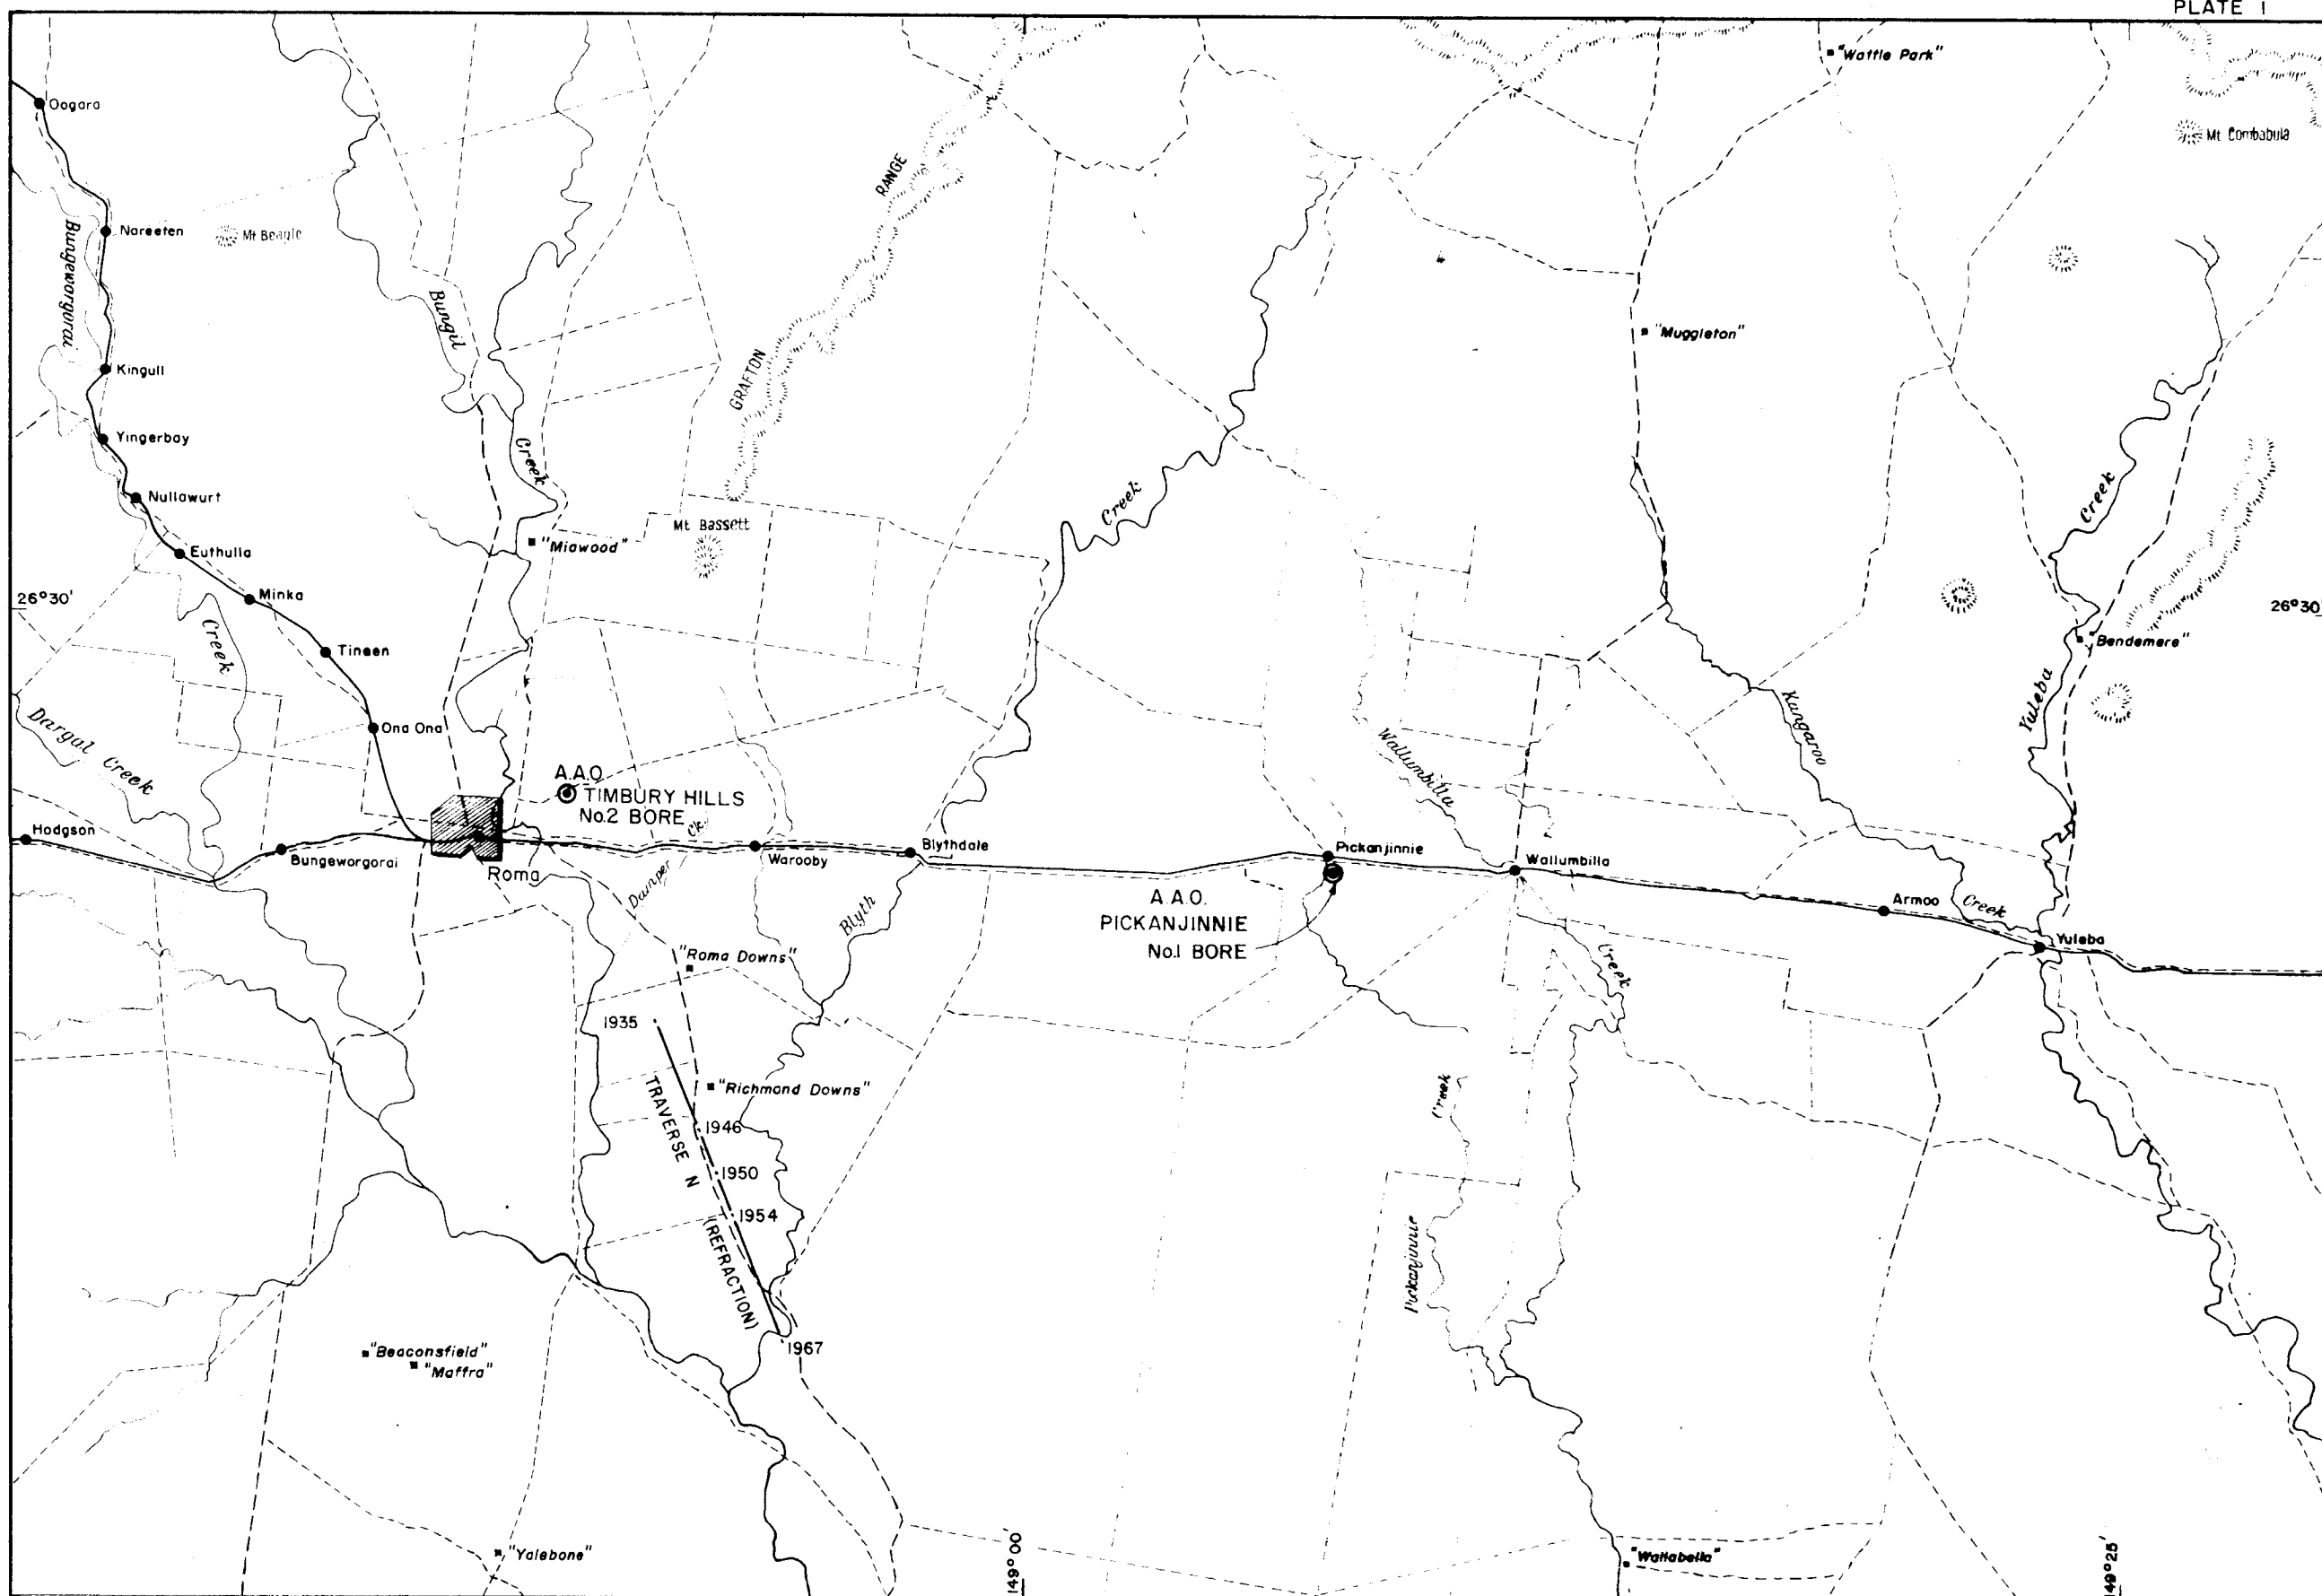 PLATE 1
"Wattle Park"
Oogara
Mt Combabula
RANGE
Nareeten
Mt Beagle
Bungeworgorai
Bungil
"Muggleton"
GRAFTON
Kingull
Yingerbay
Creek
Creek
Creek
Nullawurt
Mt Bassett
"Miawood"
Euthulla
26°30'
Minka
26°30'
Creek
Tineen
"Bendemere"
Yuleba
Kangaroo
Dargal Creek
Ona Ona
Wallumbilla
A.A.O.
TIMBURY HILLS
No.2 BORE
Hodgson
Bungeworgorai
Roma
Ck.
Damper
Warooby
Blythdale
Pickanjinnie
Wallumbilla
A.A.O.
PICKANJINNIE
No.1 BORE
Blyth
Armoo
Creek
Yuleba
Creek
"Roma Downs"
1935
"Richmond Downs"
Creek
TRAVERSE N
(REFRACTION)
1946
1950
1954
Pickanjinnie
1967
"Beaconsfield"
"Maffra"
"Yalebone"
149°00'
"Wallabella"
149°25'